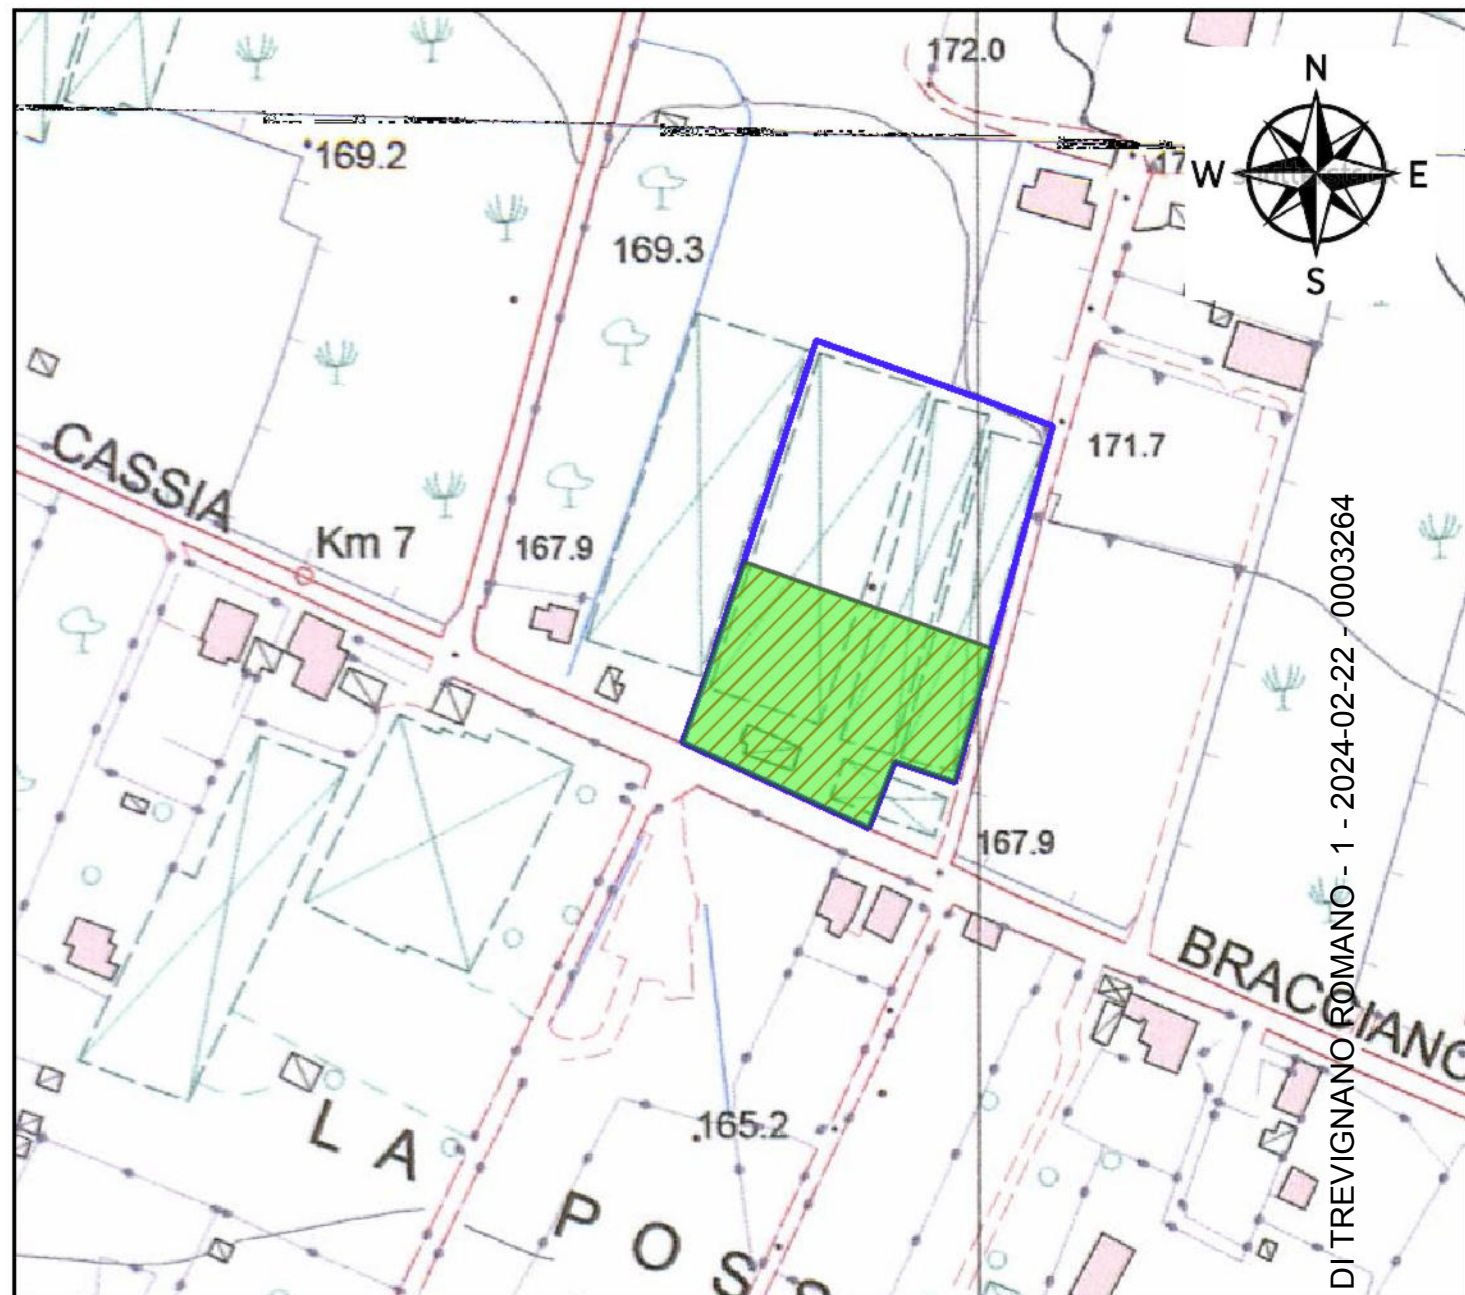 172.0
N
169.2
W
E
169.3
S
CASSIA
171.7
Km 7
167.9
167.9
BRACCIANO
165.2
LA
POSS
DI TREVIGNANO ROMANO - 1 - 2024-02-22 - 0003264